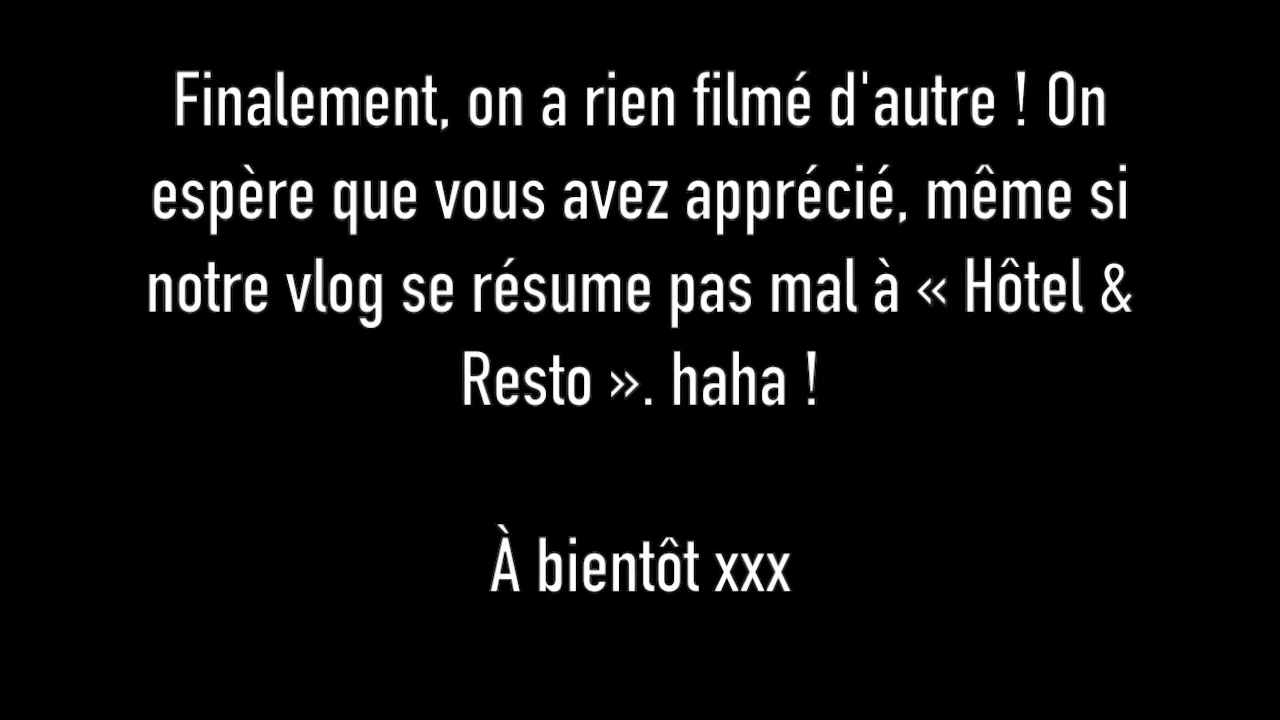 Finalement, on a rien filmé d'autre ! On
espère que vous avez apprécié, même si
notre vlog se résume pas mal à « Hôtel &
Resto ». haha !
À bientôt xxx